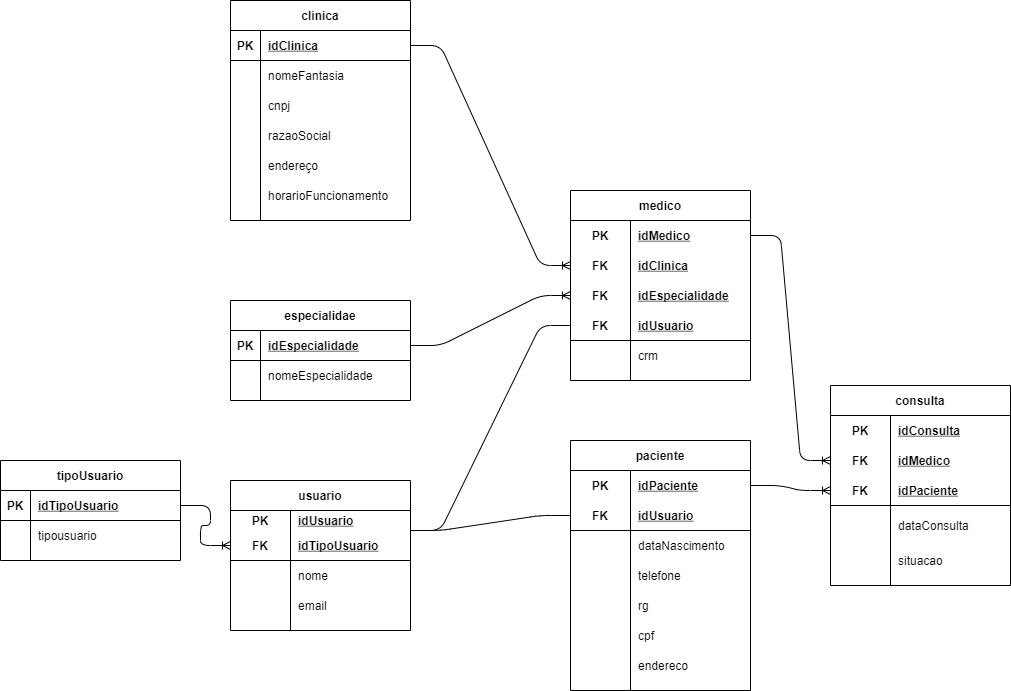 clinica
PK idClinica
nomeFantasia
cnpj
razaoSocial
endereço
horarioFuncionamento
especialidae
PK idEspecialidade
nomeEspecialidade
tipoUsuario
PK idTipoUsuario
tipousuario
usuario
PK idUsuario
FK idTipoUsuario
nome
email
medico
PK idMedico
FK idClinica
FK idEspecialidade
FK idUsuario
crm
paciente
PK idPaciente
FK idUsuario
dataNascimento
telefone
rg
cpf
endereco
consulta
PK idConsulta
FK idMedico
FK idPaciente
dataConsulta
situacao